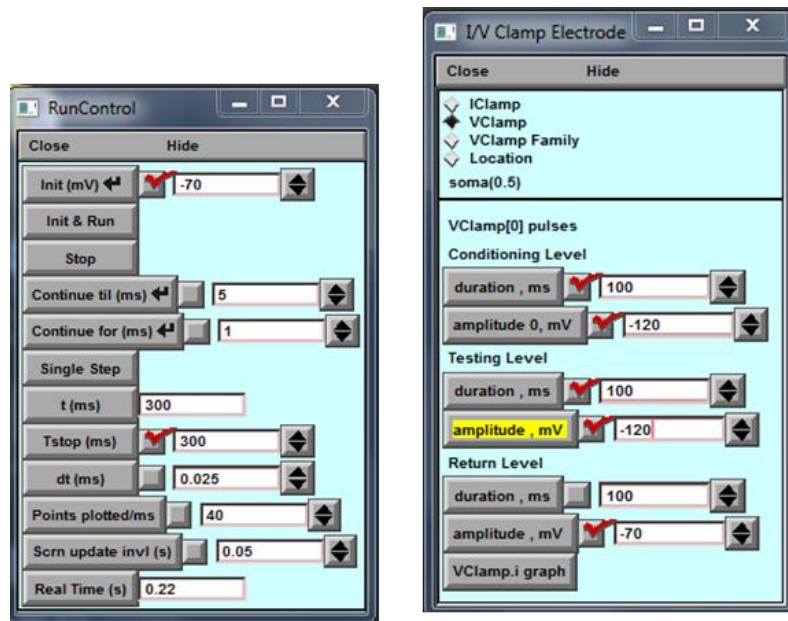 RunControl
Close Hide
Init (mV) -70
Init & Run
Stop
Continue til (ms) 5
Continue for (ms) 1
Single Step
t (ms) 300
Tstop (ms) 300
dt (ms) 0.025
Points plotted/ms 40
Scrn update invl (s) 0.05
Real Time (s) 0.22
I/V Clamp Electrode
Close Hide
IClamp
VClamp
VClamp Family
Location
soma(0.5)
VClamp[0] pulses
Conditioning Level
duration , ms 100
amplitude 0, mV -120
Testing Level
duration , ms 100
amplitude , mV -120
Return Level
duration , ms 100
amplitude , mV -70
VClamp.i graph